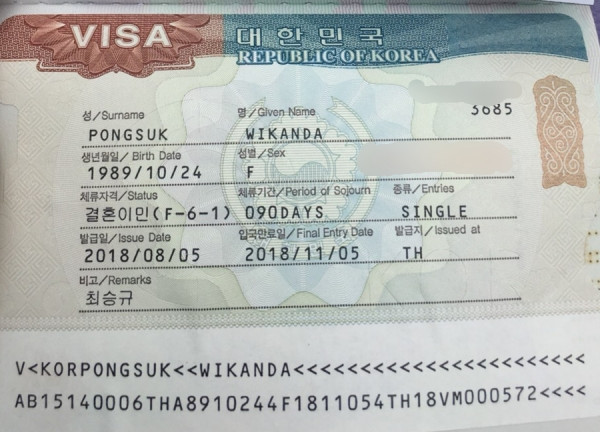 VISA 대한민국
REPUBLIC OF KOREA
3685
성/Surname 명/Given Name
PONGSUK WIKANDA
생년월일/Birth Date 성별/Sex
1989/10/24 F
체류자격/Status 체류기간/Period of Sojourn 종류/Entries
결혼이민(F-6-1) 090DAYS SINGLE
발급일/Issue Date 입국만료일/Final Entry Date 발급지/Issued at
2018/08/05 2018/11/05 TH
비고/Remarks
최승규
V<KORPONGSUK<<WIKANDA<<<<<<<<<<<<<<<<<<<<<<<
AB15140006THA8910244F1811054TH18VM000572<<<<